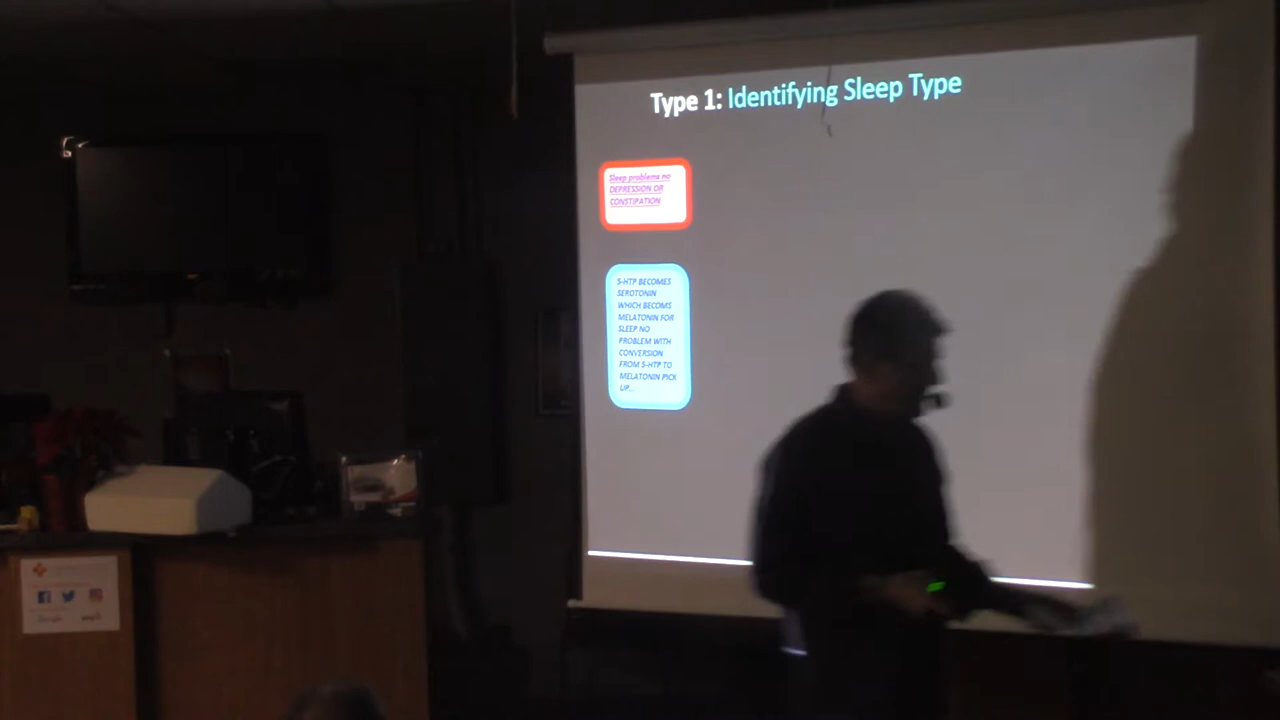 Type 1: Identifying Sleep Type
Sleep problems no
DEPRESSION OR
CONSTIPATION
5-HTP BECOMES
SEROTONIN
WHICH BECOMS
MELATONIN FOR
SLEEP NO
PROBLEM WITH
CONVERSION
FROM 5-HTP TO
MELATONIN PICK
UP...